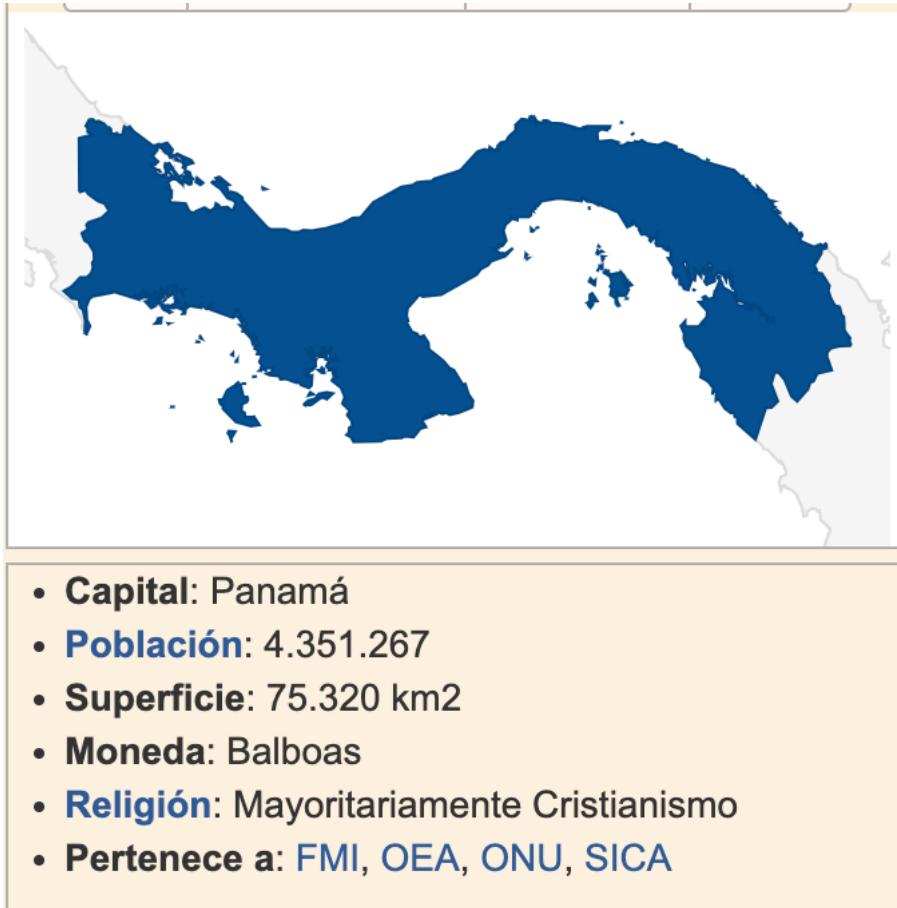 Capital: Panamá
Población: 4.351.267
Superficie: 75.320 km2
Moneda: Balboas
Religión: Mayoritariamente Cristianismo
Pertenece a: FMI, OEA, ONU, SICA